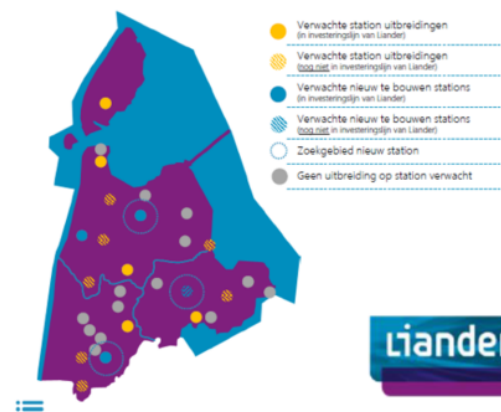 Verwachte station uitbreidingen
(in investeringslijn van Liander)
Verwachte station uitbreidingen
(nog niet in investeringslijn van Liander)
Verwachte nieuw te bouwen stations
(in investeringslijn van Liander)
Verwachte nieuw te bouwen stations
(nog niet in investeringslijn van Liander)
Zoekgebied nieuw station
Geen uitbreiding op station verwacht
Liander